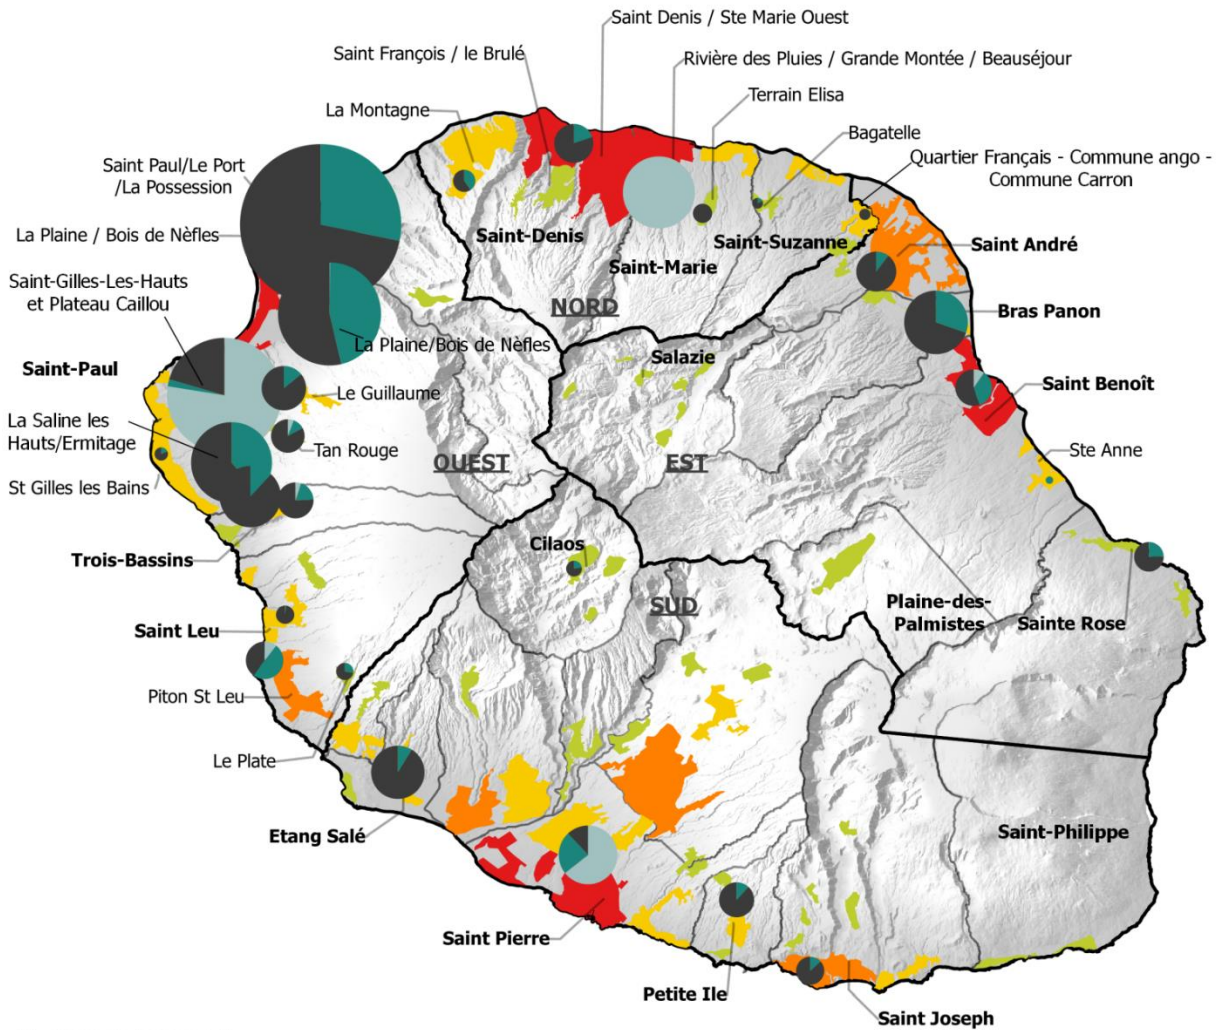 Saint Denis / Ste Marie Ouest
Saint François / le Brulé
Rivière des Pluies / Grande Montée / Beauséjour
La Montagne
Terrain Elisa
Bagatelle
Saint Paul/Le Port
/La Possession
Quartier Français - Commune ango -
Commune Carron
La Plaine / Bois de Nèfles
Saint-Denis
Saint-Suzanne
Saint André
Saint-Marie
Saint-Gilles-Les-Hauts
et Plateau Caillou
NORD
Bras Panon
La Plaine/Bois de Nèfles
Salazie
Saint-Paul
Le Guillaume
Saint Benoît
La Saline les
Hauts/Ermitage
Tan Rouge
Ste Anne
OUEST
EST
St Gilles les Bains
Cilaos
Trois-Bassins
SUD
Plaine-des-
Palmistes
Sainte Rose
Saint Leu
Piton St Leu
Le Plate
Etang Salé
Saint-Philippe
Saint Pierre
Petite Ile
Saint Joseph